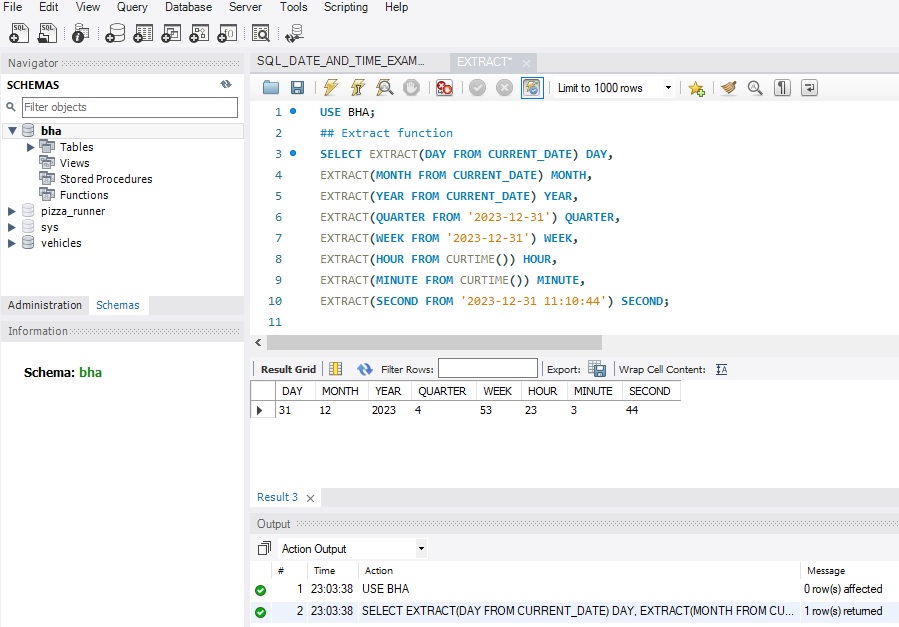 File Edit View Query Database Server Tools Scripting Help
Navigator
SCHEMAS
Filter objects
bha
Tables
Views
Stored Procedures
Functions
pizza_runner
sys
vehicles
Administration Schemas
Information
Schema: bha
SQL_DATE_AND_TIME_EXAM... EXTRACT*
Limit to 1000 rows
1 USE BHA;
2 ## Extract function
3 SELECT EXTRACT(DAY FROM CURRENT_DATE) DAY,
4 EXTRACT(MONTH FROM CURRENT_DATE) MONTH,
5 EXTRACT(YEAR FROM CURRENT_DATE) YEAR,
6 EXTRACT(QUARTER FROM '2023-12-31') QUARTER,
7 EXTRACT(WEEK FROM '2023-12-31') WEEK,
8 EXTRACT(HOUR FROM CURTIME()) HOUR,
9 EXTRACT(MINUTE FROM CURTIME()) MINUTE,
10 EXTRACT(SECOND FROM '2023-12-31 11:10:44') SECOND;
11
Result Grid Filter Rows: Export: Wrap Cell Content: IA
DAY MONTH YEAR QUARTER WEEK HOUR MINUTE SECOND
31 12 2023 4 53 23 3 44
Result 3
Output
Action Output
# Time Action Message
1 23:03:38 USE BHA 0 row(s) affected
2 23:03:38 SELECT EXTRACT(DAY FROM CURRENT_DATE) DAY, EXTRACT(MONTH FROM CU... 1 row(s) returned